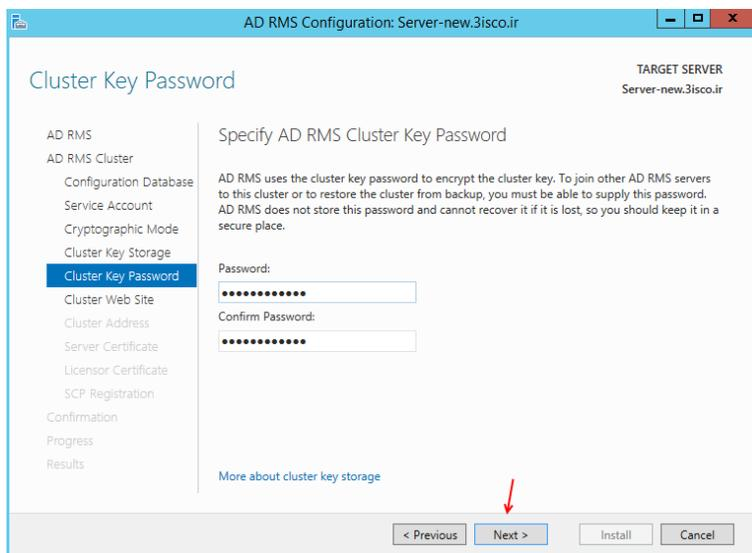 AD RMS Configuration: Server-new.3isco.ir
Cluster Key Password
TARGET SERVER
Server-new.3isco.ir
AD RMS
AD RMS Cluster
Configuration Database
Service Account
Cryptographic Mode
Cluster Key Storage
Cluster Key Password
Cluster Web Site
Cluster Address
Server Certificate
Licensor Certificate
SCP Registration
Confirmation
Progress
Results
Specify AD RMS Cluster Key Password
AD RMS uses the cluster key password to encrypt the cluster key. To join other AD RMS servers
to this cluster or to restore the cluster from backup, you must be able to supply this password.
AD RMS does not store this password and cannot recover it if it is lost, so you should keep it in a
secure place.
Password:
●●●●●●●●●●●●
Confirm Password:
●●●●●●●●●●●●
More about cluster key storage
< Previous
Next >
Install
Cancel